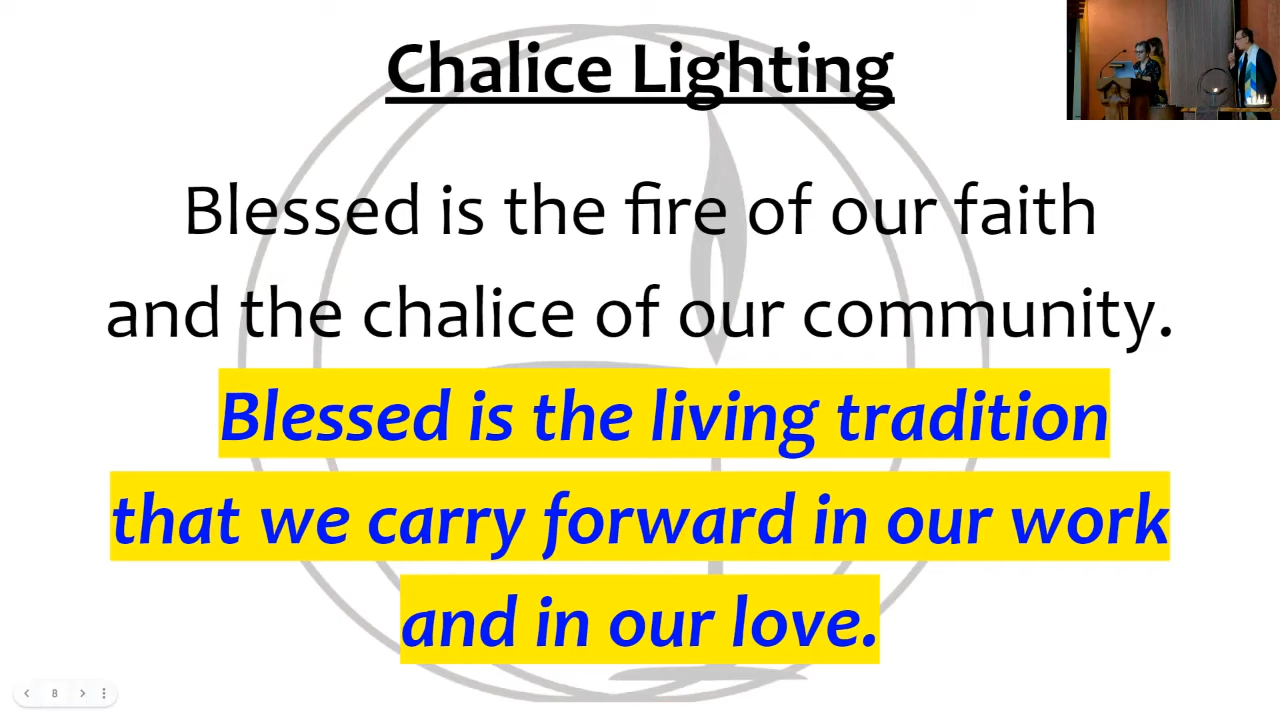 Chalice Lighting
Blessed is the fire of our faith
and the chalice of our community.
Blessed is the living tradition
that we carry forward in our work
and in our love.
8